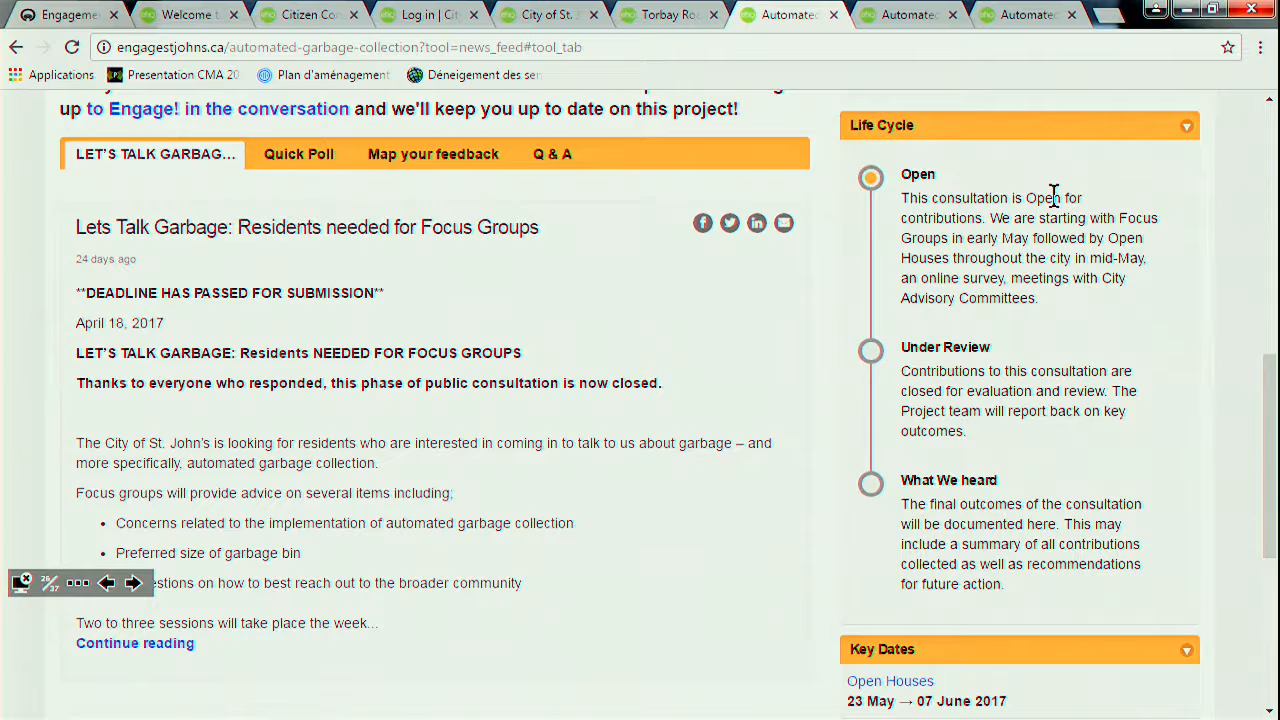 Engagemen
Welcome t
Citizen Con
Log in | Cit
City of St. J
Torbay Roa
Automated
Automated
Automated
engagestjohns.ca/automated-garbage-collection?tool=news_feed#tool_tab
Applications
Presentation CMA 20
Plan d'aménagement
Déneigement des sen
up to Engage! in the conversation and we'll keep you up to date on this project!
LET'S TALK GARBAG...
Quick Poll
Map your feedback
Q & A
Lets Talk Garbage: Residents needed for Focus Groups
24 days ago
**DEADLINE HAS PASSED FOR SUBMISSION**
April 18, 2017
LET'S TALK GARBAGE: Residents NEEDED FOR FOCUS GROUPS
Thanks to everyone who responded, this phase of public consultation is now closed.
The City of St. John's is looking for residents who are interested in coming in to talk to us about garbage – and
more specifically, automated garbage collection.
Focus groups will provide advice on several items including;
• Concerns related to the implementation of automated garbage collection
• Preferred size of garbage bin
estions on how to best reach out to the broader community
26/37
Two to three sessions will take place the week...
Continue reading
Life Cycle
Open
This consultation is Open for
contributions. We are starting with Focus
Groups in early May followed by Open
Houses throughout the city in mid-May,
an online survey, meetings with City
Advisory Committees.
Under Review
Contributions to this consultation are
closed for evaluation and review. The
Project team will report back on key
outcomes.
What We heard
The final outcomes of the consultation
will be documented here. This may
include a summary of all contributions
collected as well as recommendations
for future action.
Key Dates
Open Houses
23 May → 07 June 2017